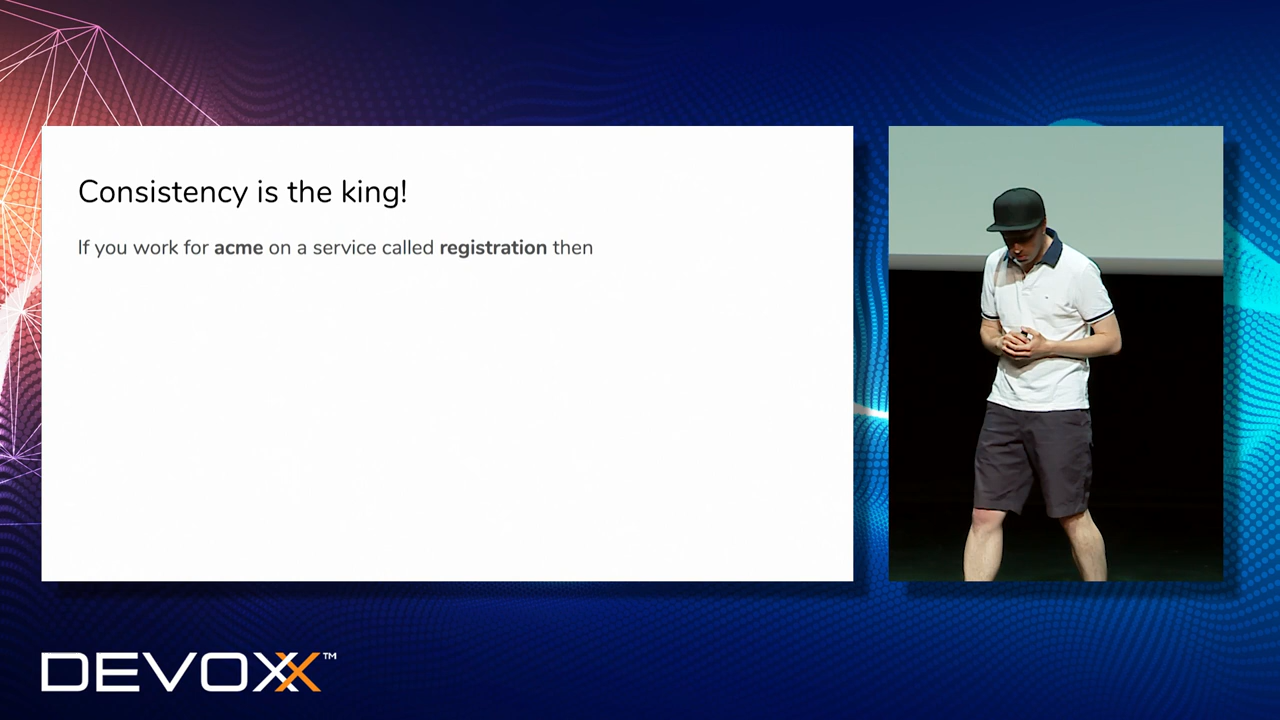 Consistency is the king!
If you work for acme on a service called registration then
DEVOXX™